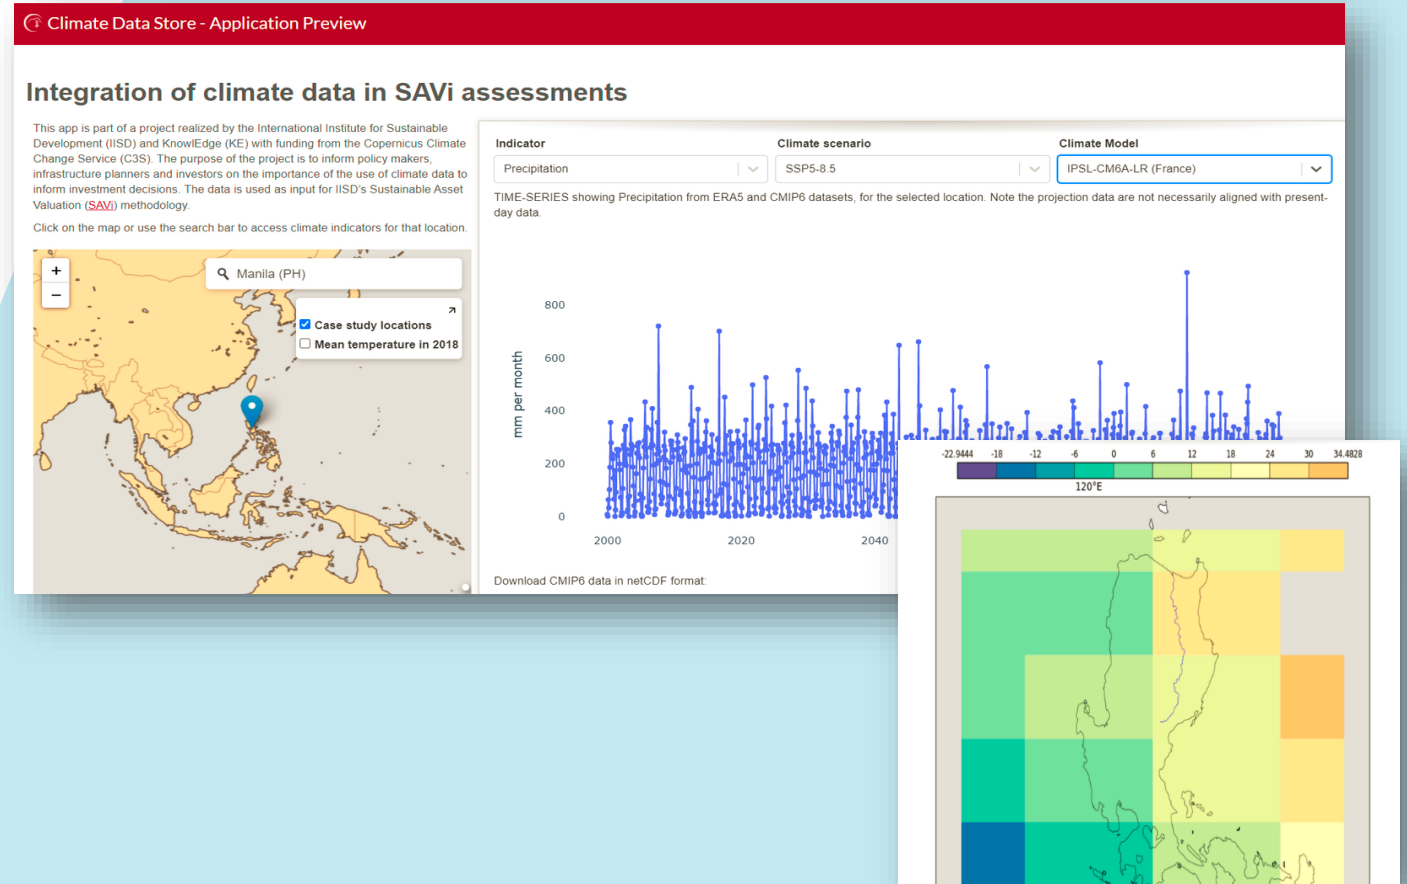 Climate Data Store - Application Preview
Integration of climate data in SAVi assessments
This app is part of a project realized by the International Institute for Sustainable
Development (IISD) and KnowlEdge (KE) with funding from the Copernicus Climate
Change Service (C3S). The purpose of the project is to inform policy makers,
infrastructure planners and investors on the importance of the use of climate data to
inform investment decisions. The data is used as input for IISD's Sustainable Asset
Valuation (SAVi) methodology.
Click on the map or use the search bar to access climate indicators for that location.
+
−
Manila (PH)
Case study locations
Mean temperature in 2018
Indicator
Climate scenario
Climate Model
Precipitation
SSP5-8.5
IPSL-CM6A-LR (France)
TIME-SERIES showing Precipitation from ERA5 and CMIP6 datasets, for the selected location. Note the projection data are not necessarily aligned with present-
day data.
mm per month
800
600
400
200
0
2000 2020 2040
Download CMIP6 data in netCDF format:
-22.9444 -18 -12 -6 0 6 12 18 24 30 34.4828
120°E